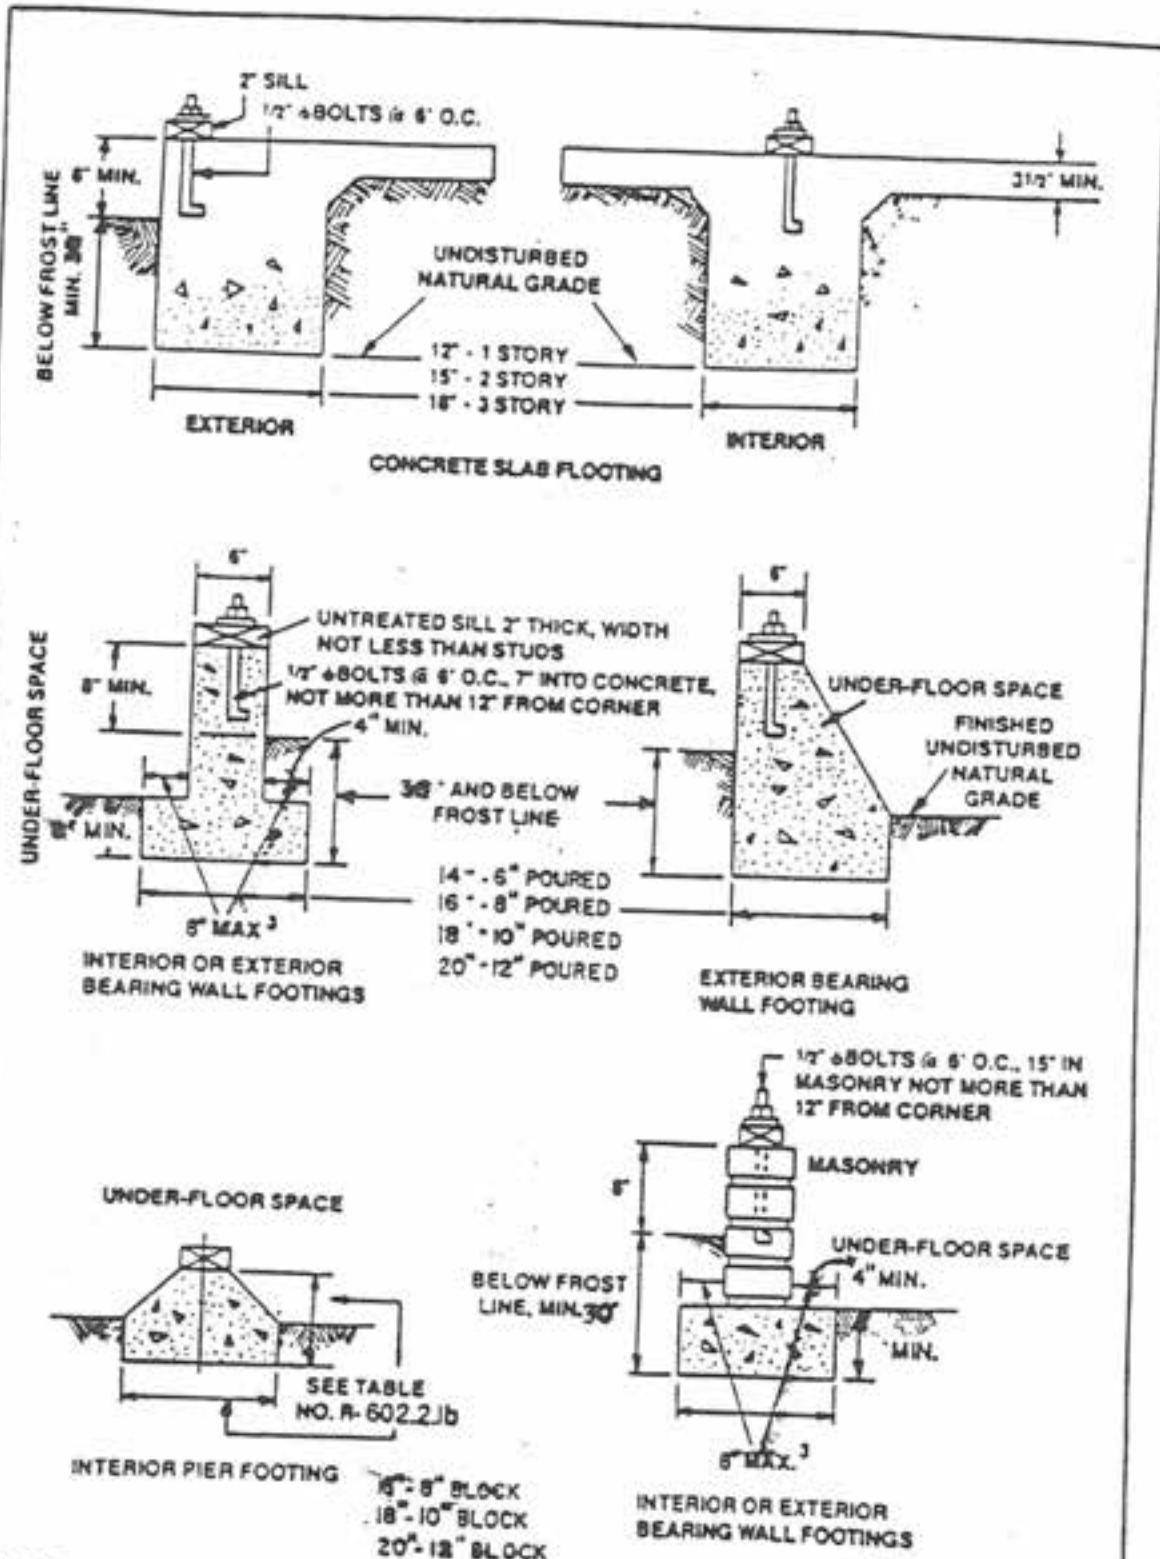 2" SILL
1/2" ϕBOLTS @ 6' O.C.
6" MIN.
BELOW FROST LINE
MIN.
3 1/2" MIN.
UNDISTURBED
NATURAL GRADE
12" - 1 STORY
15" - 2 STORY
18" - 3 STORY
EXTERIOR
INTERIOR
CONCRETE SLAB FLOOTING
6"
UNTREATED SILL 2" THICK, WIDTH
NOT LESS THAN STUDS
1/2" ϕBOLTS @ 6' O.C., 7" INTO CONCRETE,
NOT MORE THAN 12" FROM CORNER
4" MIN.
8" MIN.
UNDER-FLOOR SPACE
AND BELOW
FROST LINE
MIN.
14" - 6" POURED
16" - 8" POURED
18" - 10" POURED
20" - 12" POURED
8" MAX 3
INTERIOR OR EXTERIOR
BEARING WALL FOOTINGS
6"
UNDER-FLOOR SPACE
FINISHED
UNDISTURBED
NATURAL
GRADE
EXTERIOR BEARING
WALL FOOTING
1/2" ϕBOLTS @ 6' O.C., 15" IN
MASONRY NOT MORE THAN
12" FROM CORNER
MASONRY
UNDER-FLOOR SPACE
4" MIN.
BELOW FROST
LINE, MIN. 30"
MIN.
8" MAX. 3
INTERIOR OR EXTERIOR
BEARING WALL FOOTINGS
UNDER-FLOOR SPACE
SEE TABLE
NO. R-602.2.1b
INTERIOR PIER FOOTING
8" BLOCK
18" - 10" BLOCK
20" - 12" BLOCK